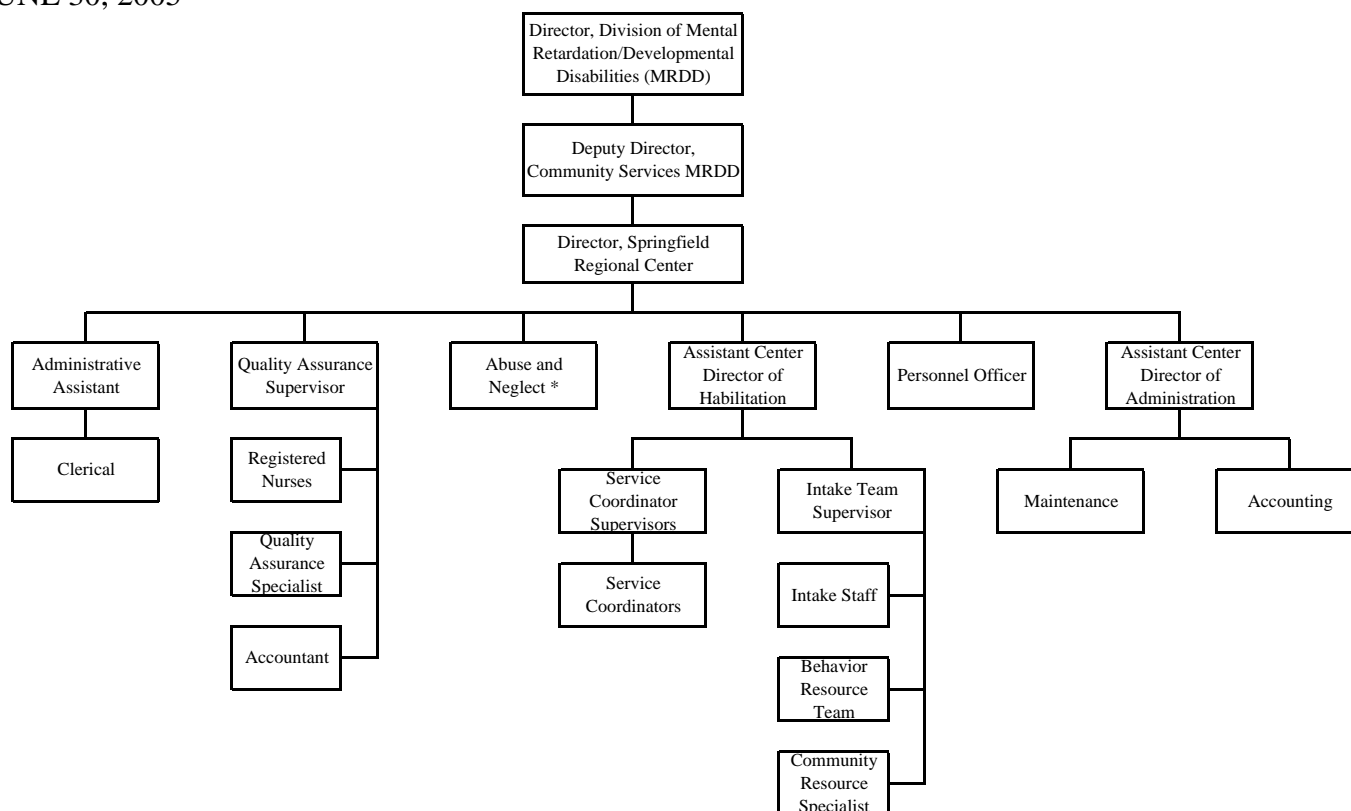 30, 2003
Director, Division of Mental
Retardation/Developmental
Disabilities (MRDD)
Deputy Director,
Community Services MRDD
Director, Springfield
Regional Center
Administrative
Assistant
Quality Assurance
Supervisor
Abuse and
Neglect *
Assistant Center
Director of
Habilitation
Personnel Officer
Assistant Center
Director of
Administration
Clerical
Registered
Nurses
Service
Coordinator
Supervisors
Intake Team
Supervisor
Maintenance
Accounting
Quality
Assurance
Specialist
Service
Coordinators
Intake Staff
Accountant
Behavior
Resource
Team
Community
Resource
Specialist